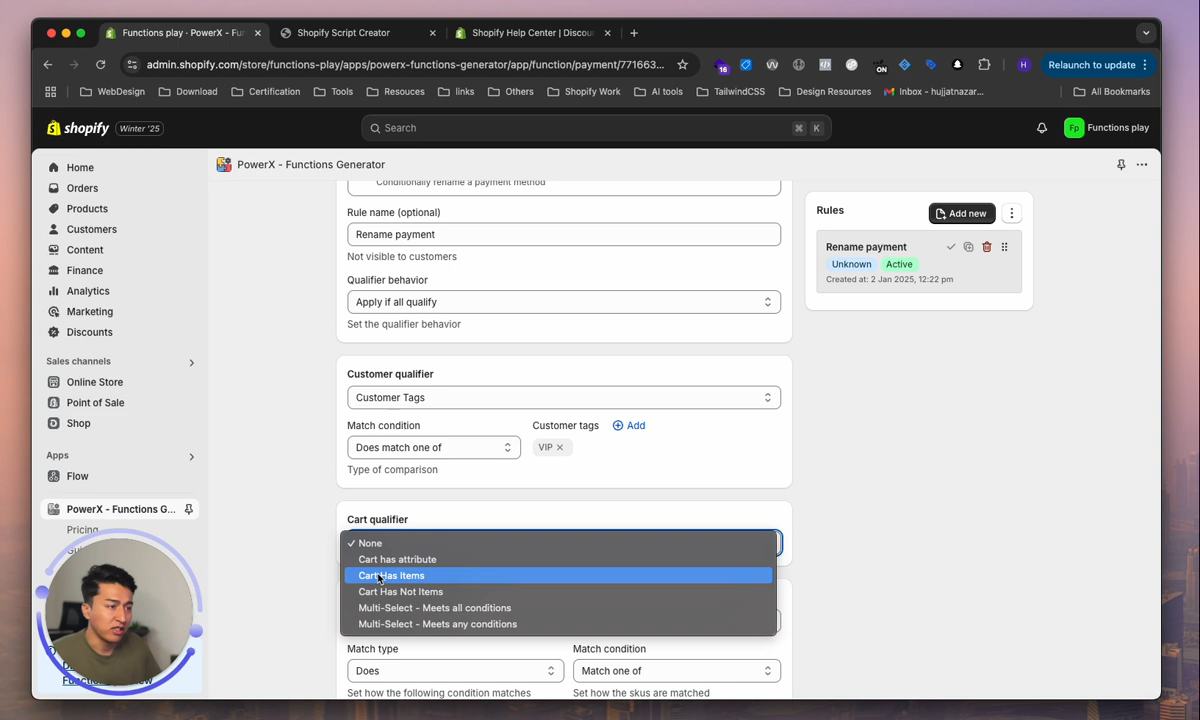 Functions play · PowerX - Fun
Shopify Script Creator
Shopify Help Center | Discou
admin.shopify.com/store/functions-play/apps/powerx-functions-generator/app/function/payment/771663...
16
ON
H
Relaunch to update
WebDesign
Download
Certification
Tools
Resouces
links
Others
Shopify Work
AI tools
TailwindCSS
Design Resources
Inbox - hujjatnazar...
All Bookmarks
shopify
Winter '25
Search
⌘ K
Fp
Functions play
Home
Orders
Products
Customers
Content
Finance
Analytics
Marketing
Discounts
Sales channels
Online Store
Point of Sale
Shop
Apps
Flow
PowerX - Functions G...
Pricing
PowerX - Functions Generator
Conditionally rename a payment method
Rule name (optional)
Rename payment
Not visible to customers
Qualifier behavior
Apply if all qualify
Set the qualifier behavior
Customer qualifier
Customer Tags
Match condition
Does match one of
Type of comparison
Customer tags
Add
VIP
Cart qualifier
None
Cart has attribute
Cart Has Items
Cart Has Not Items
Multi-Select - Meets all conditions
Multi-Select - Meets any conditions
Match type
Match condition
Does
Match one of
Set how the following condition matches
Set how the skus are matched
Rules
Add new
Rename payment
Unknown
Active
Created at: 2 Jan 2025, 12:22 pm